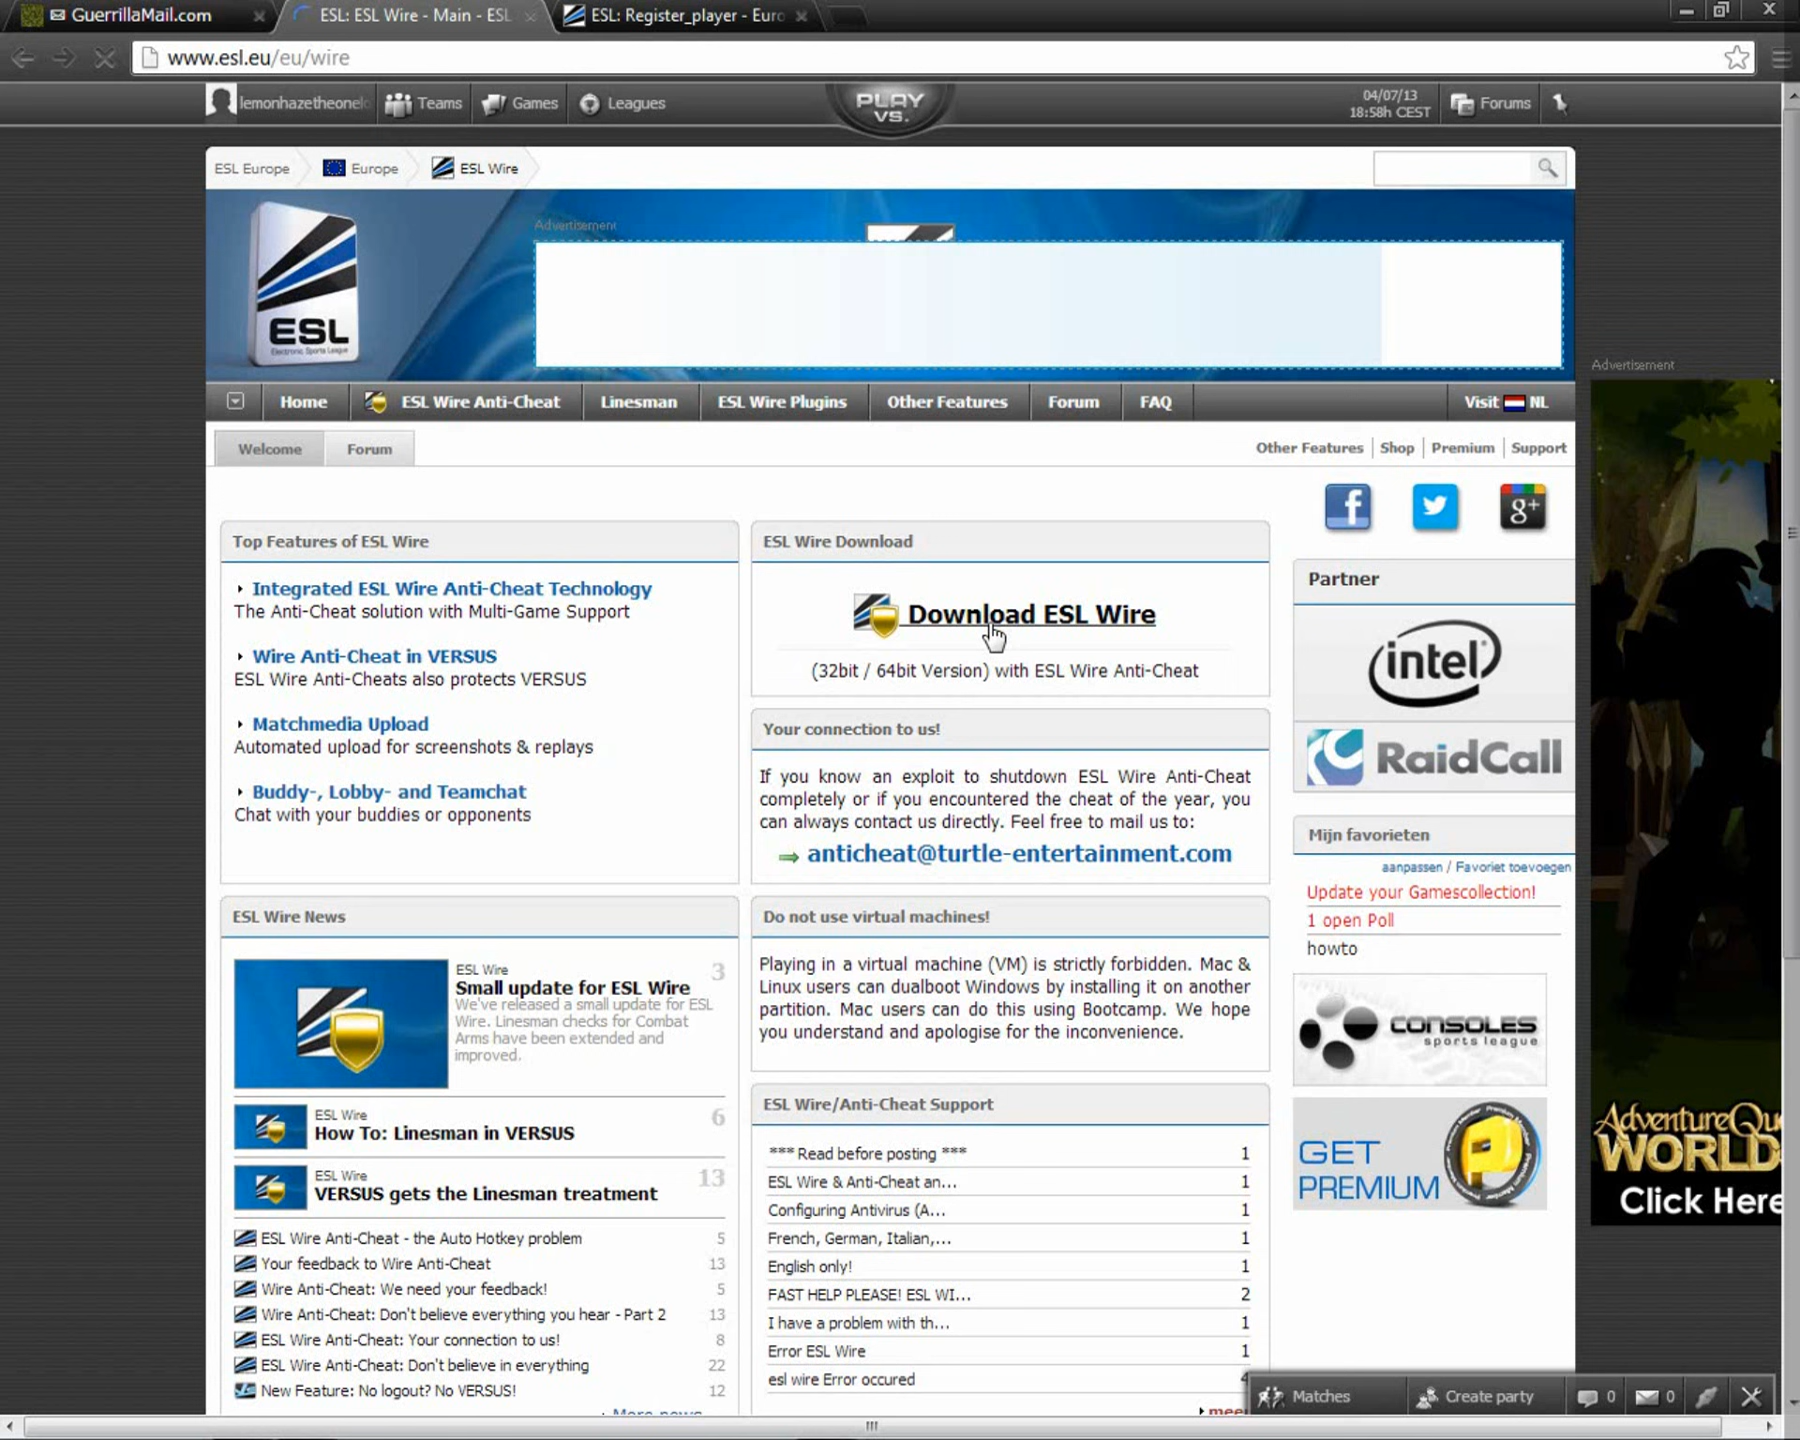 GuerrillaMail.com
ESL: ESL Wire - Main - ESL
ESL: Register_player - Euro
www.esl.eu/eu/wire
lemonhazetheonel
Teams
Games
Leagues
PLAY
VS.
04/07/13
18:58h CEST
Forums
ESL Europe
Europe
ESL Wire
Advertisement
ESL
Electronic Sports League
Advertisement
Home
ESL Wire Anti-Cheat
Linesman
ESL Wire Plugins
Other Features
Forum
FAQ
Visit NL
Welcome
Forum
Other Features
Shop
Premium
Support
Top Features of ESL Wire
Integrated ESL Wire Anti-Cheat Technology
The Anti-Cheat solution with Multi-Game Support
Wire Anti-Cheat in VERSUS
ESL Wire Anti-Cheats also protects VERSUS
Matchmedia Upload
Automated upload for screenshots & replays
Buddy-, Lobby- and Teamchat
Chat with your buddies or opponents
ESL Wire Download
Download ESL Wire
(32bit / 64bit Version) with ESL Wire Anti-Cheat
Your connection to us!
If you know an exploit to shutdown ESL Wire Anti-Cheat
completely or if you encountered the cheat of the year, you
can always contact us directly. Feel free to mail us to:
anticheat@turtle-entertainment.com
Partner
intel
RaidCall
Mijn favorieten
aanpassen / Favoriet toevoegen
Update your Gamescollection!
1 open Poll
howto
CONSOLES
sports league
GET
PREMIUM
ESL Wire News
ESL Wire
3
Small update for ESL Wire
We've released a small update for ESL
Wire. Linesman checks for Combat
Arms have been extended and
improved.
ESL Wire
6
How To: Linesman in VERSUS
ESL Wire
13
VERSUS gets the Linesman treatment
ESL Wire Anti-Cheat - the Auto Hotkey problem 5
Your feedback to Wire Anti-Cheat 13
Wire Anti-Cheat: We need your feedback! 5
Wire Anti-Cheat: Don't believe everything you hear - Part 2 13
ESL Wire Anti-Cheat: Your connection to us! 8
ESL Wire Anti-Cheat: Don't believe in everything 22
New Feature: No logout? No VERSUS! 12
More news
Do not use virtual machines!
Playing in a virtual machine (VM) is strictly forbidden. Mac &
Linux users can dualboot Windows by installing it on another
partition. Mac users can do this using Bootcamp. We hope
you understand and apologise for the inconvenience.
ESL Wire/Anti-Cheat Support
*** Read before posting *** 1
ESL Wire & Anti-Cheat an... 1
Configuring Antivirus (A... 1
French, German, Italian,... 1
English only! 1
FAST HELP PLEASE! ESL WI... 2
I have a problem with th... 1
Error ESL Wire 1
esl wire Error occured 4
mee
AdventureQu
WORLD
Click Here
Matches
Create party
0
0